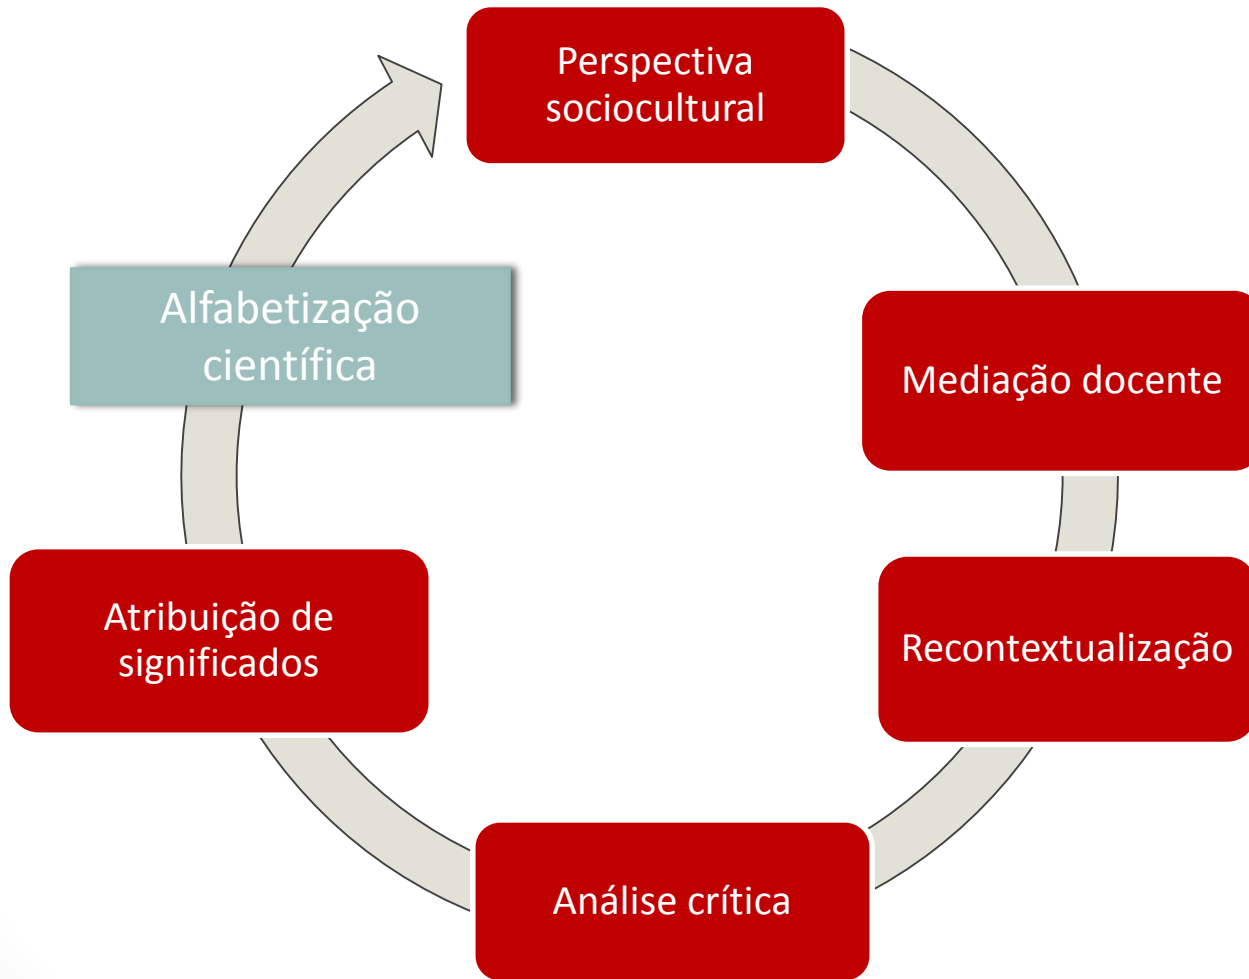 Perspectiva
sociocultural
Mediação docente
Recontextualização
Análise crítica
Atribuição de
significados
Alfabetização
científica